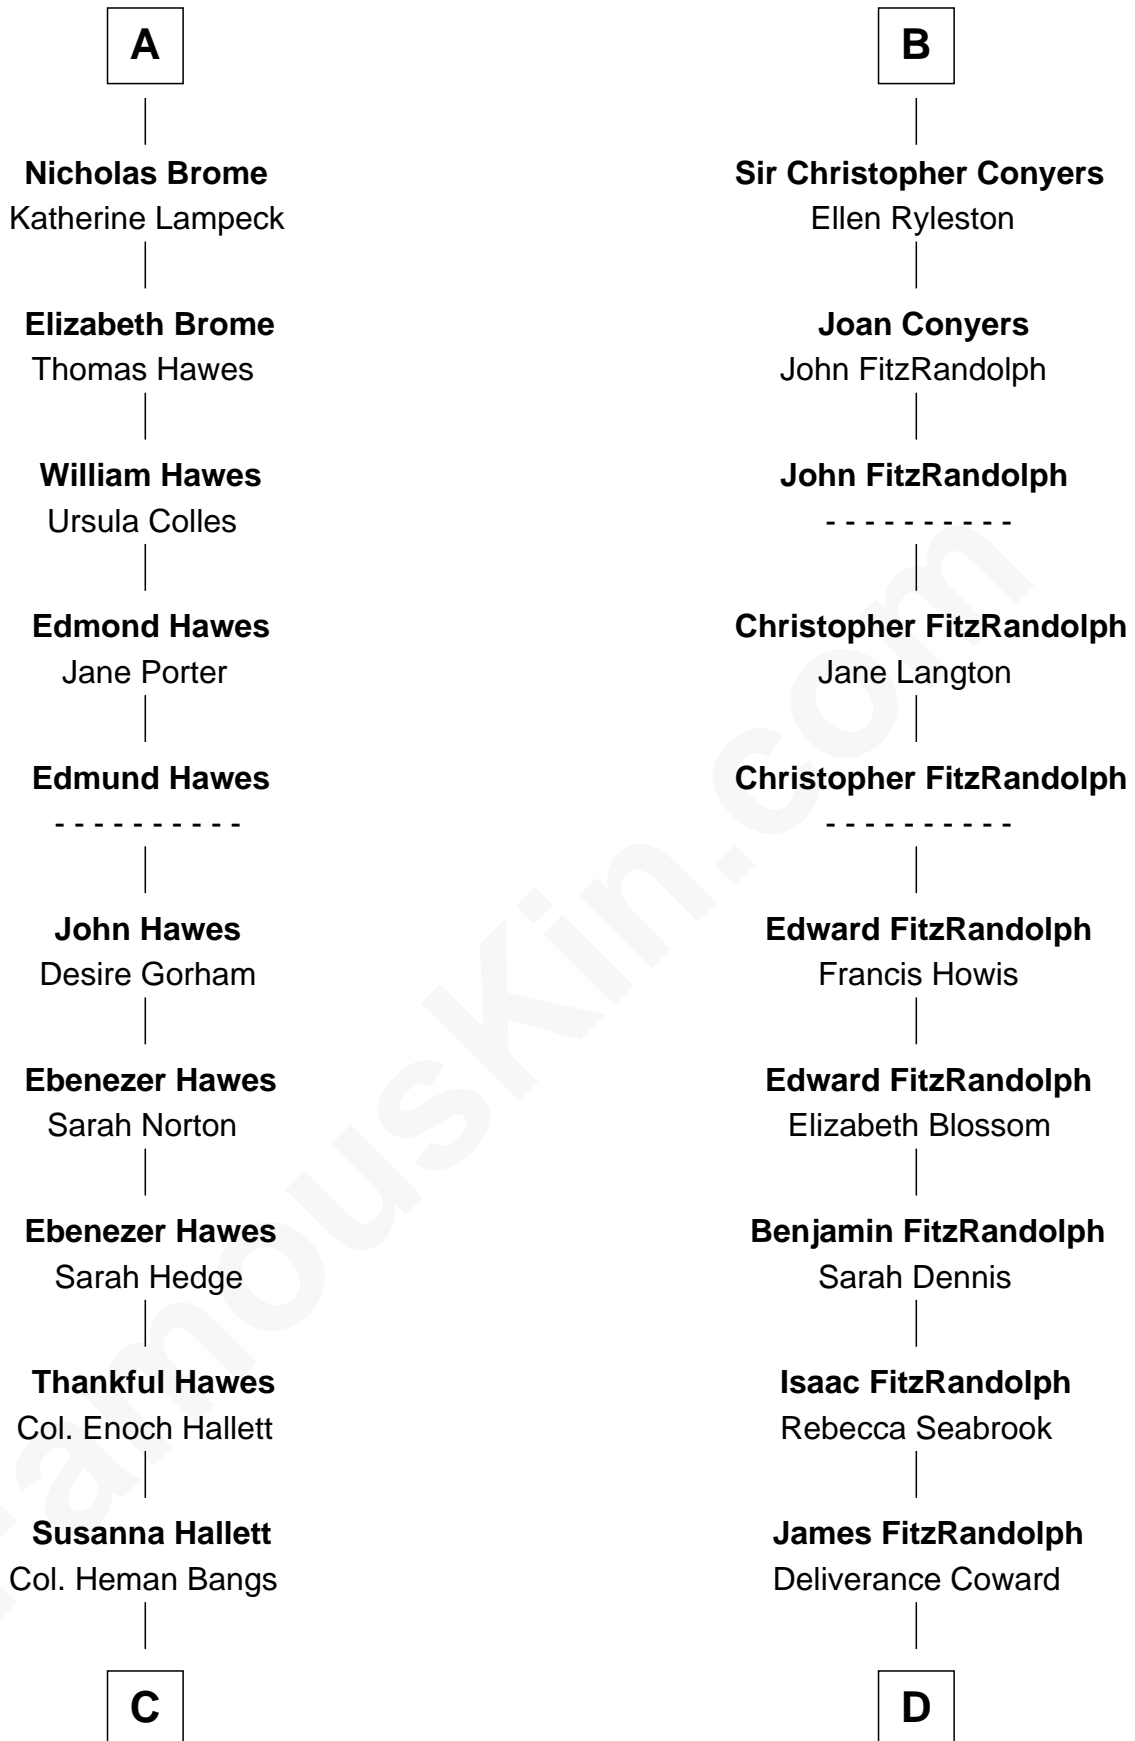 A
Nicholas Brome
Katherine Lampeck
Elizabeth Brome
Thomas Hawes
William Hawes
Ursula Colles
Edmond Hawes
Jane Porter
Edmund Hawes
- - - - - - - - - -
John Hawes
Desire Gorham
Ebenezer Hawes
Sarah Norton
Ebenezer Hawes
Sarah Hedge
Thankful Hawes
Col. Enoch Hallett
Susanna Hallett
Col. Heman Bangs
C
B
Sir Christopher Conyers
Ellen Ryleston
Joan Conyers
John FitzRandolph
John FitzRandolph
- - - - - - - - - -
Christopher FitzRandolph
Jane Langton
Christopher FitzRandolph
- - - - - - - - - -
Edward FitzRandolph
Francis Howis
Edward FitzRandolph
Elizabeth Blossom
Benjamin FitzRandolph
Sarah Dennis
Isaac FitzRandolph
Rebecca Seabrook
James FitzRandolph
Deliverance Coward
D
FamousKin.com